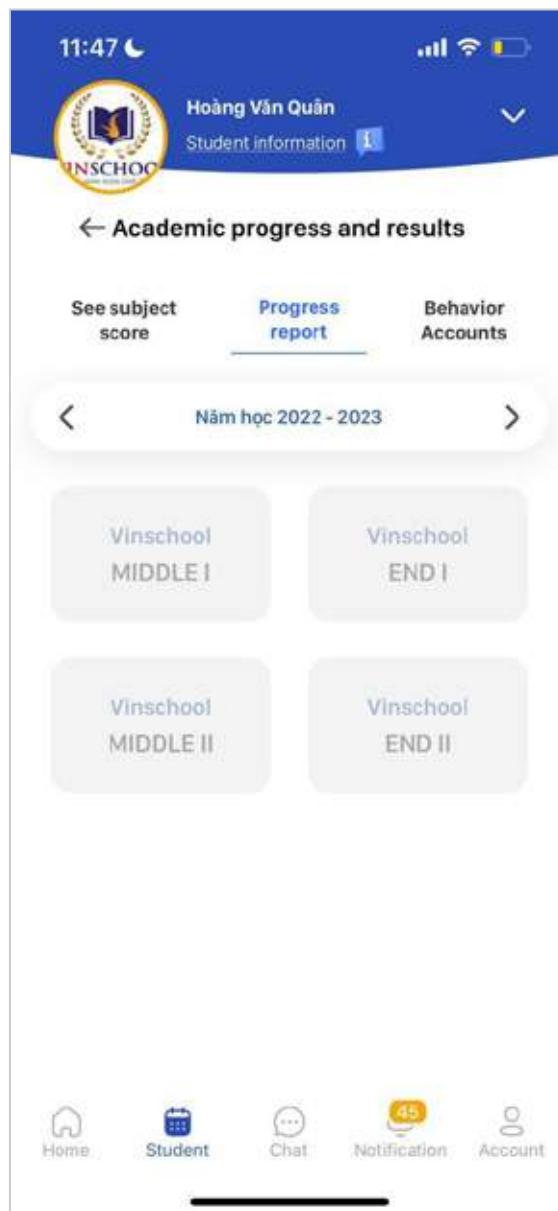 11:47
Hoàng Văn Quân
Student information
VINSCHOOL
← Academic progress and results
See subject score
Progress report
Behavior Accounts
Năm học 2022 - 2023
Vinschool
MIDDLE I
Vinschool
END I
Vinschool
MIDDLE II
Vinschool
END II
45
Home
Student
Chat
Notification
Account